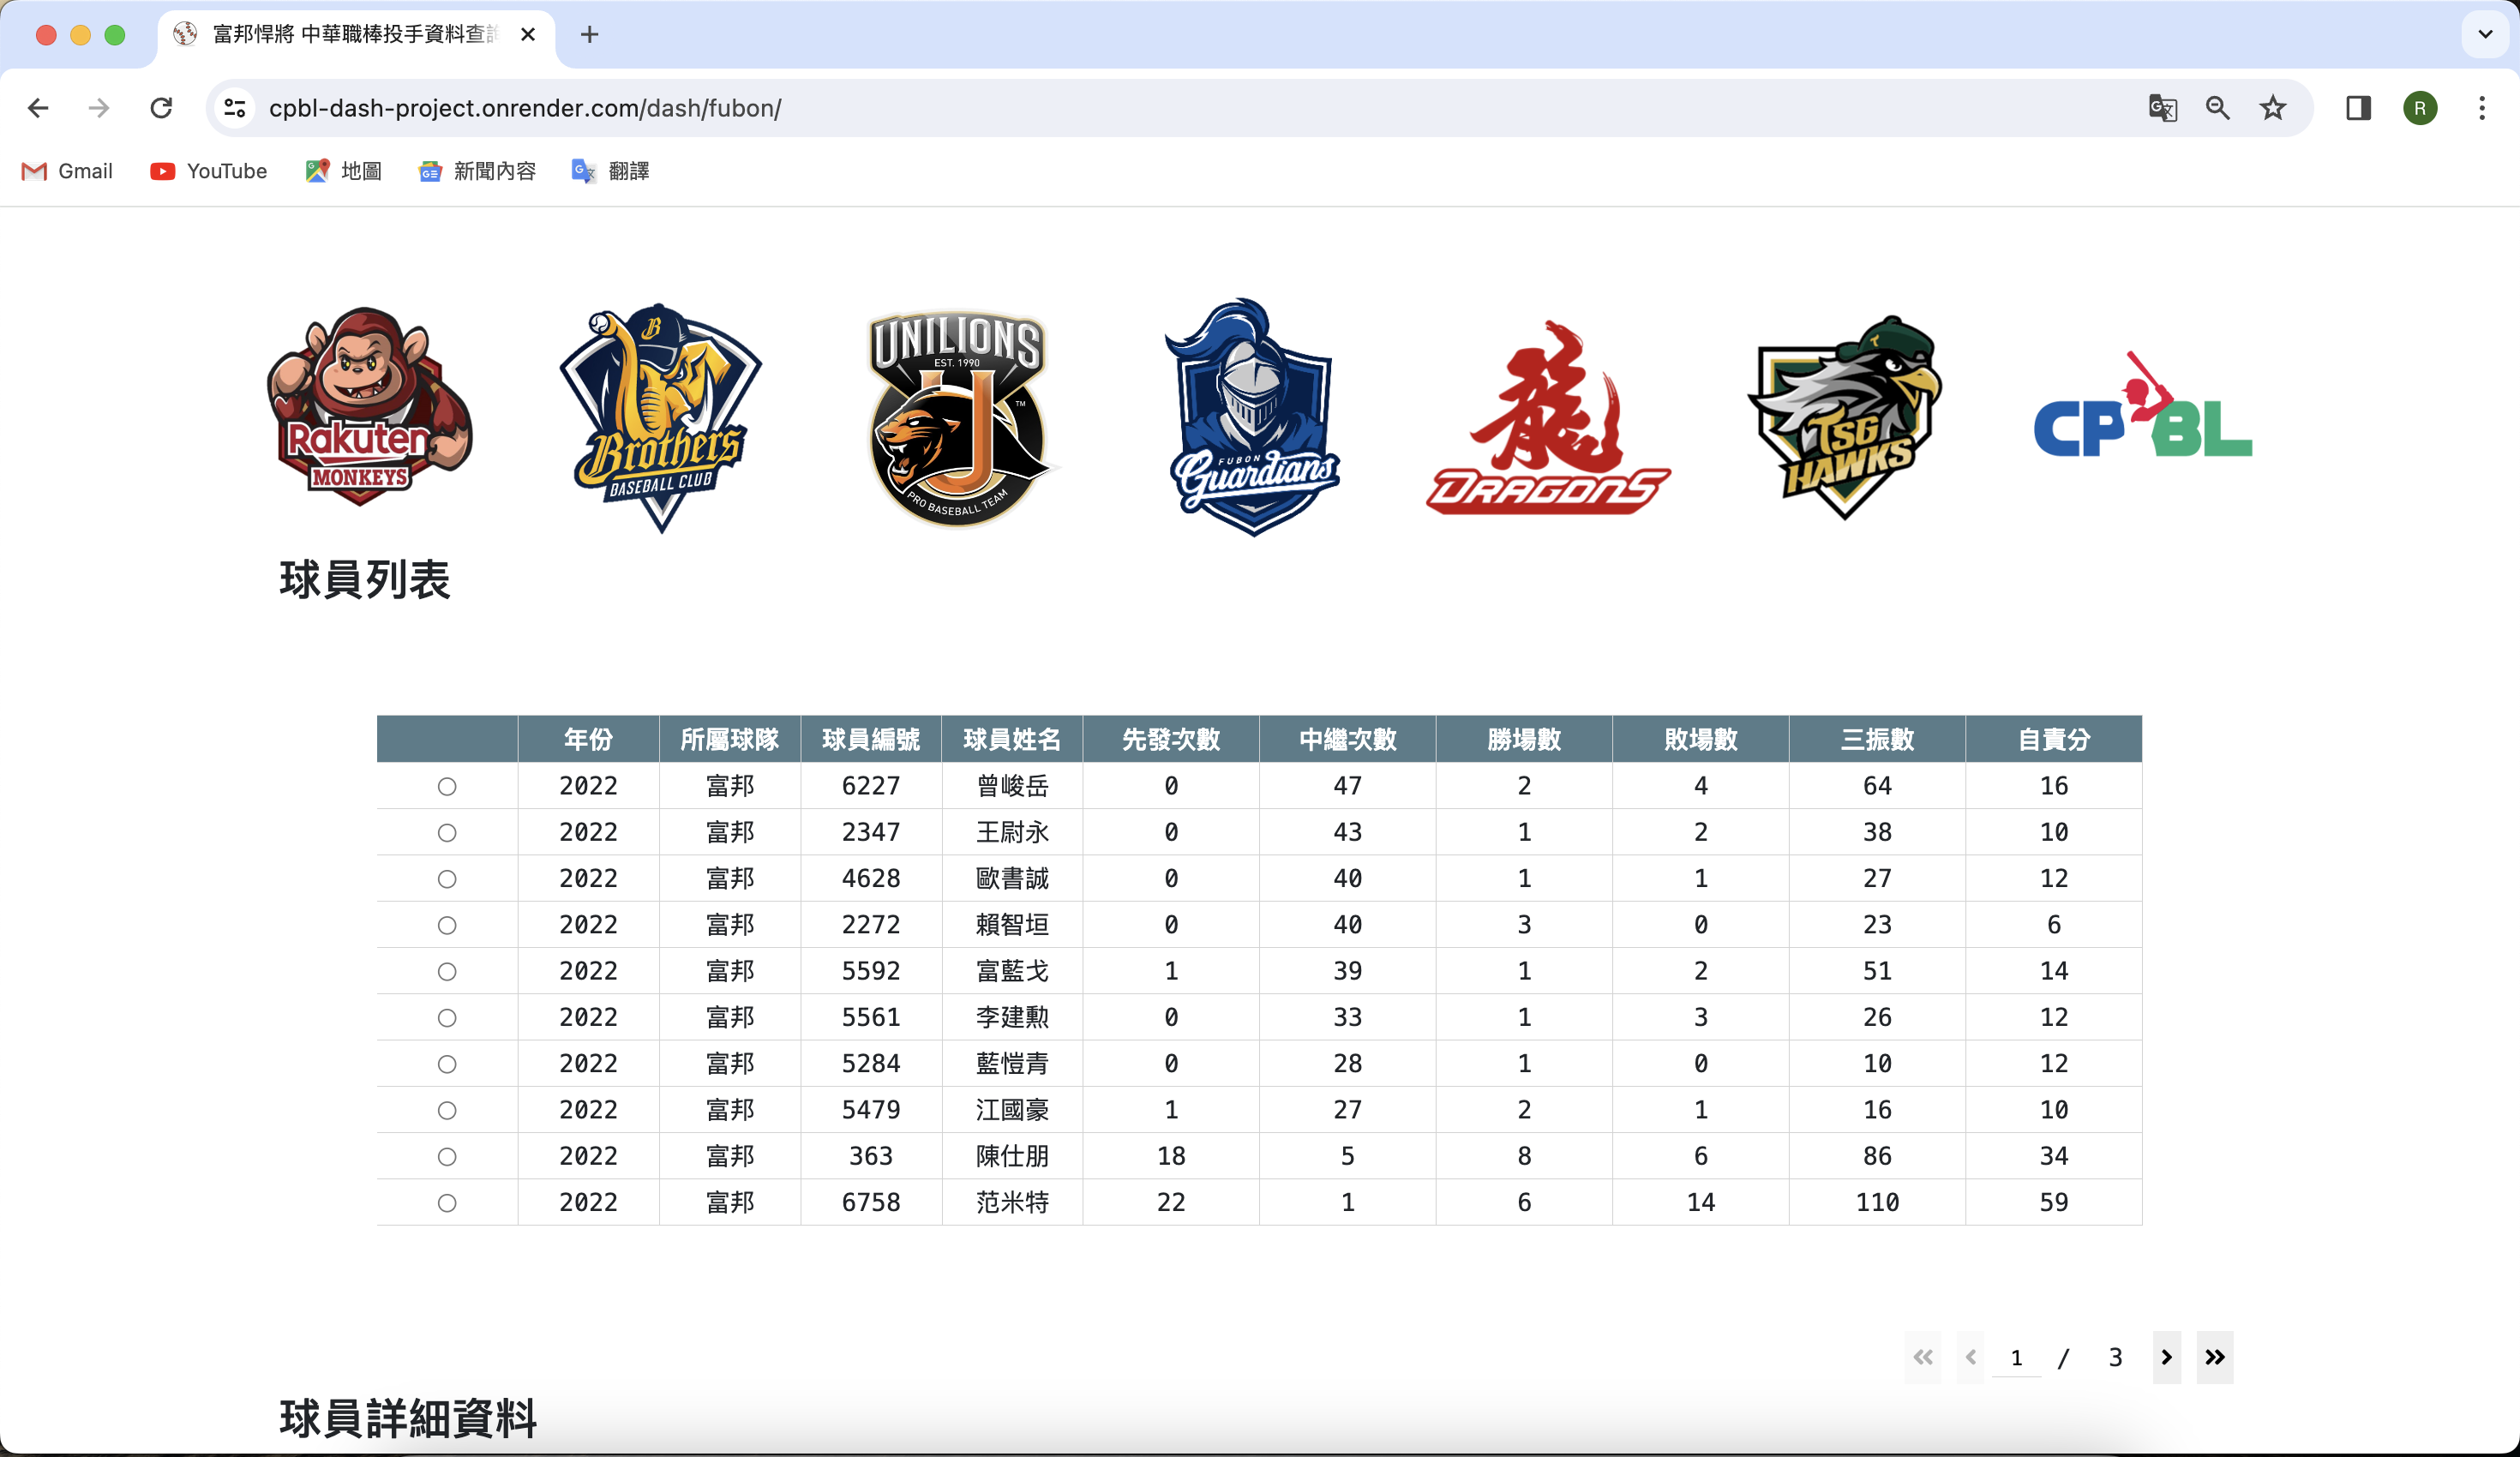 富邦悍將 中華職棒投手資料查詢
cpbl-dash-project.onrender.com/dash/fubon/
R
Gmail YouTube 地圖 新聞內容 翻譯
Rakuten
MONKEYS
B
Brothers
BASEBALL CLUB
UNILIONS
EST. 1990
U
TM
PRO BASEBALL TEAM
FUBON
Guardians
龍
DRAGONS
T
TSG
HAWKS
CPBL
球員列表
年份 所屬球隊 球員編號 球員姓名 先發次數 中繼次數 勝場數 敗場數 三振數 自責分
2022 富邦 6227 曾峻岳 0 47 2 4 64 16
2022 富邦 2347 王尉永 0 43 1 2 38 10
2022 富邦 4628 歐書誠 0 40 1 1 27 12
2022 富邦 2272 賴智垣 0 40 3 0 23 6
2022 富邦 5592 富藍戈 1 39 1 2 51 14
2022 富邦 5561 李建勲 0 33 1 3 26 12
2022 富邦 5284 藍愷青 0 28 1 0 10 12
2022 富邦 5479 江國豪 1 27 2 1 16 10
2022 富邦 363 陳仕朋 18 5 8 6 86 34
2022 富邦 6758 范米特 22 1 6 14 110 59
1 / 3
球員詳細資料